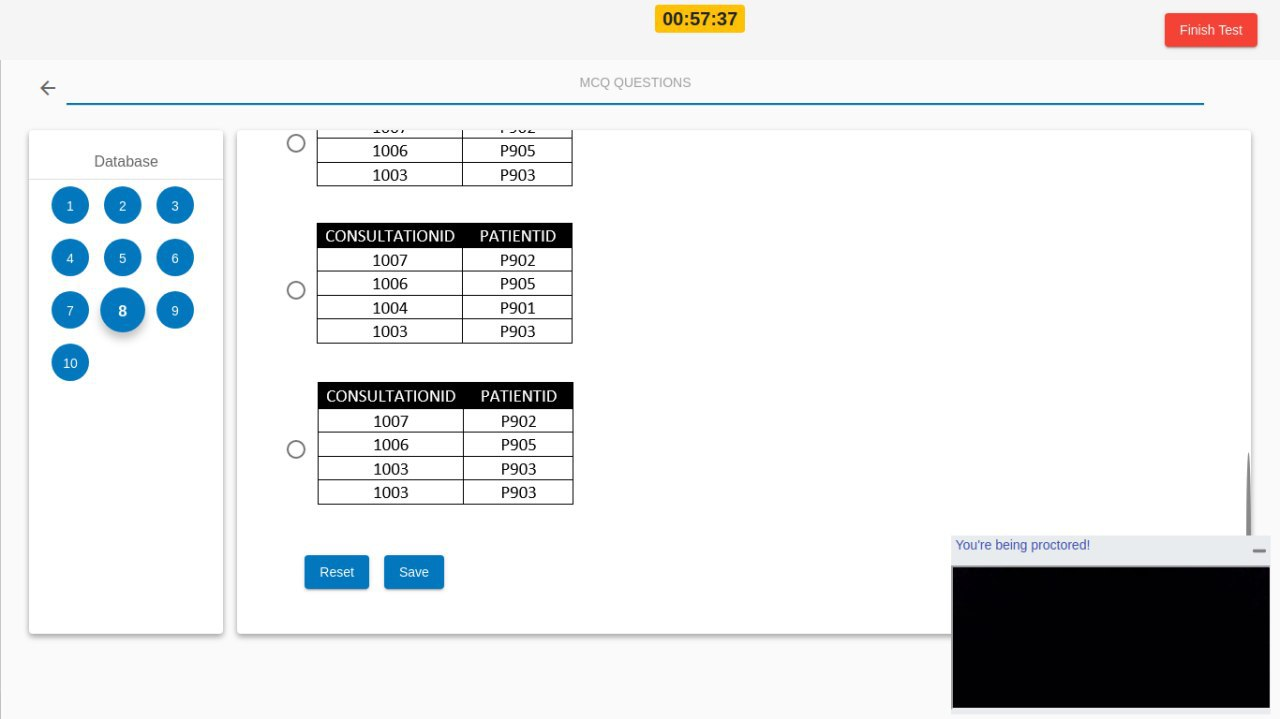 00:57:37
Finish Test
MCQ QUESTIONS
Database
1 2 3
4 5 6
7 8 9
10
1006 P905
1003 P903
CONSULTATIONID PATIENTID
1007 P902
1006 P905
1004 P901
1003 P903
CONSULTATIONID PATIENTID
1007 P902
1006 P905
1003 P903
1003 P903
Reset Save
You're being proctored!